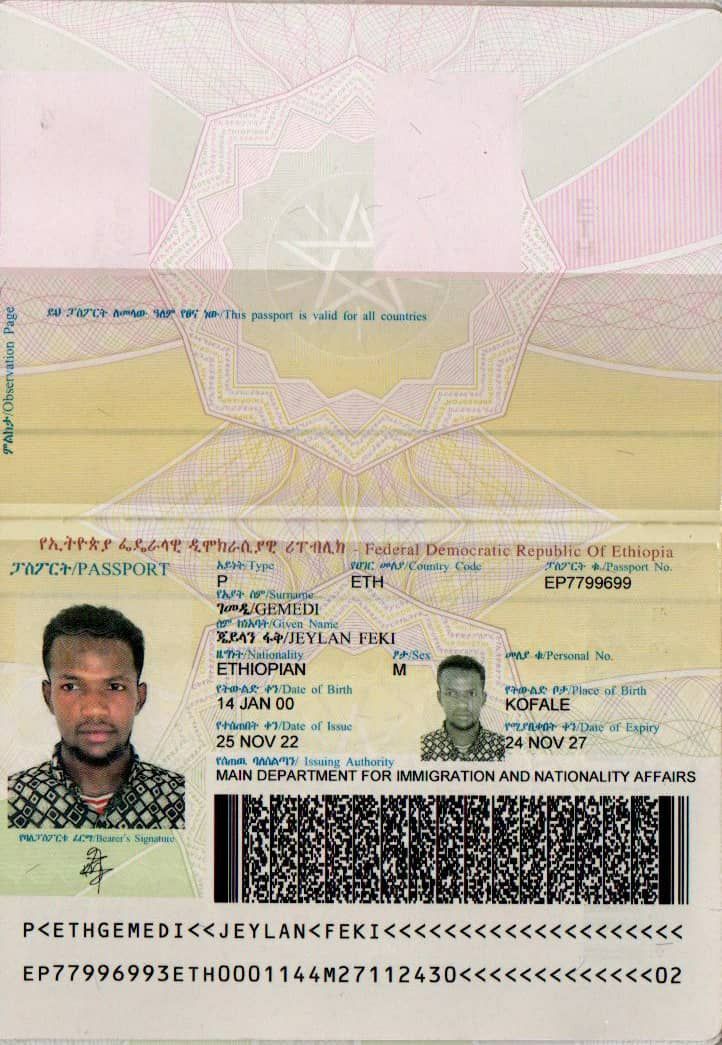 ምልከታ/Observation Page
ይህ ፓስፖርት ለመላው ዓለም የፀና ነው/This passport is valid for all countries
የኢትዮጵያ ፌዴራላዊ ዲሞክራሲያዊ ሪፐብሊክ - Federal Democratic Republic Of Ethiopia
ፓስፖርት/PASSPORT
ዓይነት/Type
የሀገር መለያ/Country Code
ፓስፖርት ቁ./Passport No.
P
ETH
EP7799699
የአያት ስም/Surname
ገመዲ/GEMEDI
ስም ከነአባት/Given Name
ጄይላን ፋቅ/JEYLAN FEKI
ዜግነት/Nationality
ፆታ/Sex
መለያ ቁ/Personal No.
ETHIOPIAN
M
የትውልድ ቀን/Date of Birth
የትውልድ ቦታ/Place of Birth
14 JAN 00
KOFALE
የተሰጠበት ቀን/Date of Issue
የሚያበቃበት ቀን/Date of Expiry
25 NOV 22
24 NOV 27
የሰጠዉ ባለስልጣን/ Issuing Authority
MAIN DEPARTMENT FOR IMMIGRATION AND NATIONALITY AFFAIRS
የባለፓስፖርቱ ፊርማ/Bearer's Signature
P<ETHGEMEDI<<JEYLAN<FEKI<<<<<<<<<<<<<<<<<<<<
EP77996993ETH0001144M27112430<<<<<<<<<<<<<02